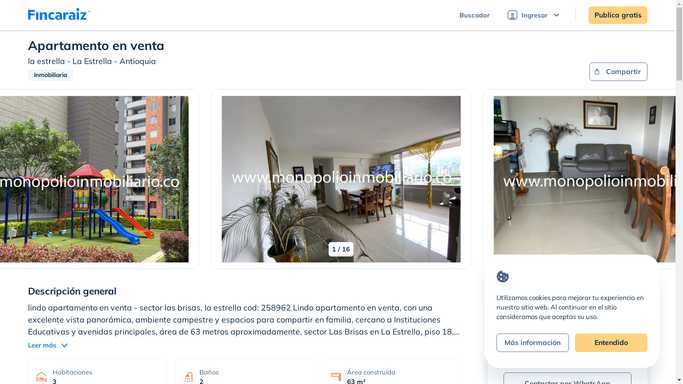 Fincaraiz
Buscador
Ingresar
Publica gratis
Apartamento en venta
la estrella - La Estrella - Antioquia
Inmobiliaria
Compartir
monopolioinmobiliario.co
www.monopolioinmobiliario.co
www.monopolioinmobiliario
1 / 16
Descripción general
lindo apartamento en venta - sector las brisas, la estrella cod: 258962 Lindo apartamento en venta, con una
excelente vista panorámica, ambiente campestre y espacios para compartir en familia, cercano a Instituciones
Educativas y avenidas principales, área de 63 metros aproximadamente, sector Las Brisas en La Estrella, piso 18,...
Leer más
Habitaciones
3
Baños
2
Área construida
63 m²
Utilizamos cookies para mejorar tu experiencia en
nuestro sitio web. Al continuar en el sitio
consideramos que aceptas su uso.
Más información
Entendido
Contactar por WhatsApp